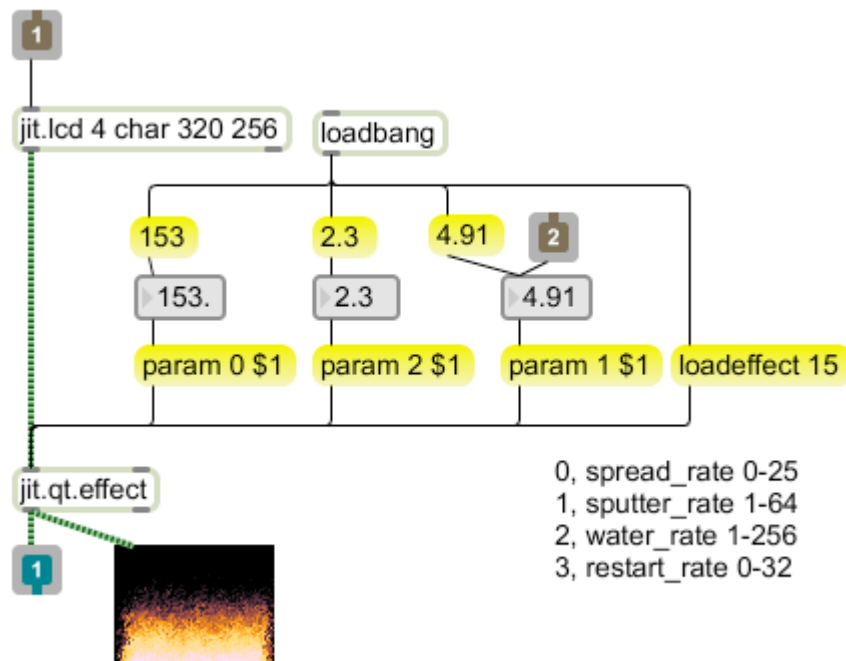 1
jit.lcd 4 char 320 256
loadbang
153
2.3
4.91
2
153.
2.3
4.91
param 0 $1
param 2 $1
param 1 $1
loadeffect 15
jit.qt.effect
1
0, spread_rate 0-25
1, sputter_rate 1-64
2, water_rate 1-256
3, restart_rate 0-32